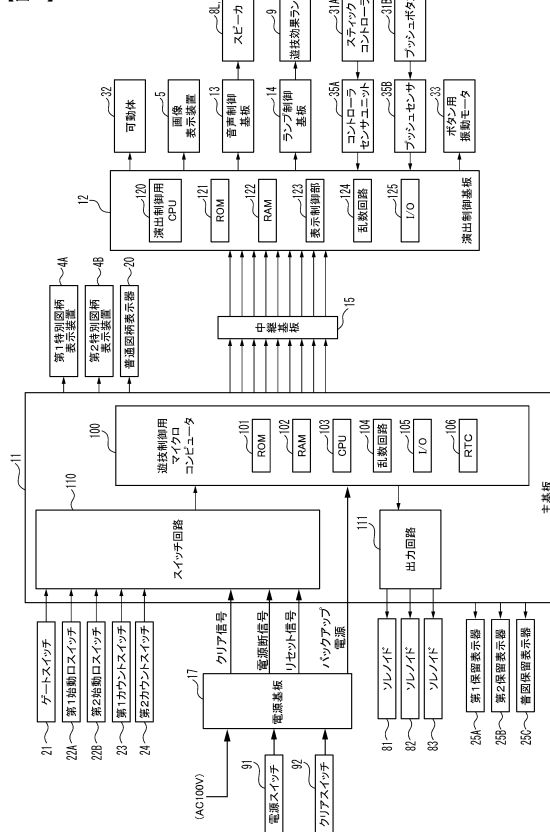 8L
スピーカ
9
遊技効果ラン
31A
スティック
コントローラ
31B
プッシュボタ
32
可動体
5
画像
表示装置
13
音声制御
基板
14
ランプ制御
基板
35A
コントローラ
センサユニット
35B
プッシュセンサ
33
ボタン用
振動モータ
12
120
演出制御用
CPU
121
ROM
122
RAM
123
表示制御部
124
乱数回路
125
I/O
演出制御基板
4A
第1特別図柄
表示装置
4B
第2特別図柄
表示装置
20
普通図柄表示器
中継
基板
15
11
100
遊技制御用
マイクロ
コンピュータ
101
ROM
102
RAM
103
CPU
104
乱数回路
105
I/O
106
RTC
主基板
110
スイッチ回路
111
出力回路
クリア信号
電源断信号
リセット信号
バックアップ
電源
ゲートスイッチ
21
第1始動口スイッチ
22A
第2始動口スイッチ
22B
第1カウントスイッチ
23
第2カウントスイッチ
24
17
電源基板
(AC100V)
91
電源スイッチ
92
クリアスイッチ
ソレノイド
81
ソレノイド
82
ソレノイド
83
第1保留表示器
25A
第2保留表示器
25B
普図保留表示器
25C